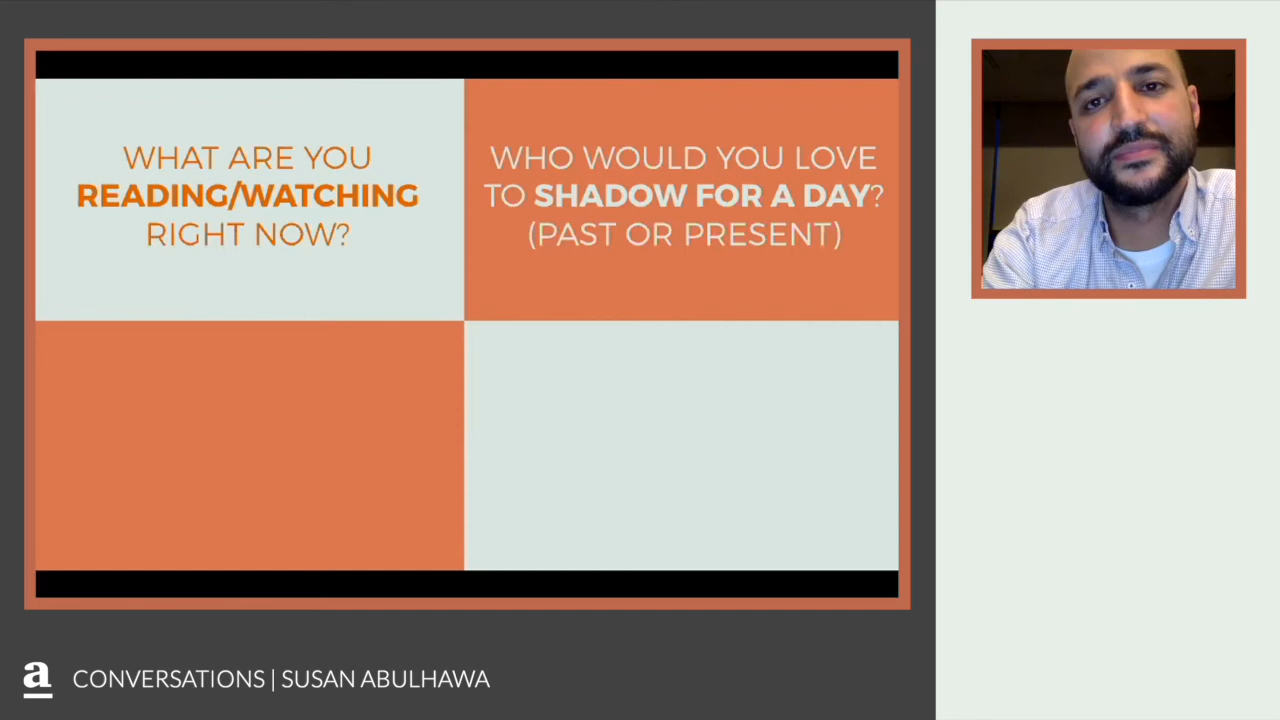 WHAT ARE YOU
READING/WATCHING
RIGHT NOW?
WHO WOULD YOU LOVE
TO SHADOW FOR A DAY?
(PAST OR PRESENT)
a CONVERSATIONS | SUSAN ABULHAWA